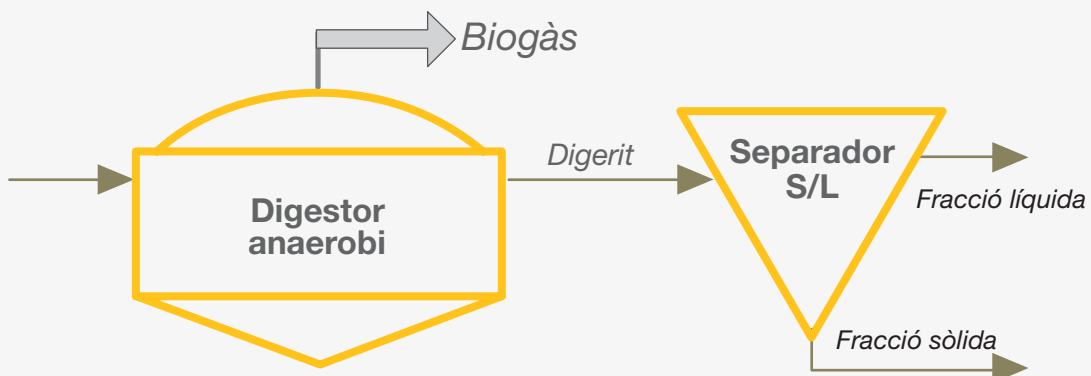 Biogàs
Digestor
anaerobi
Digerit
Separador
S/L
Fracció líquida
Fracció sòlida